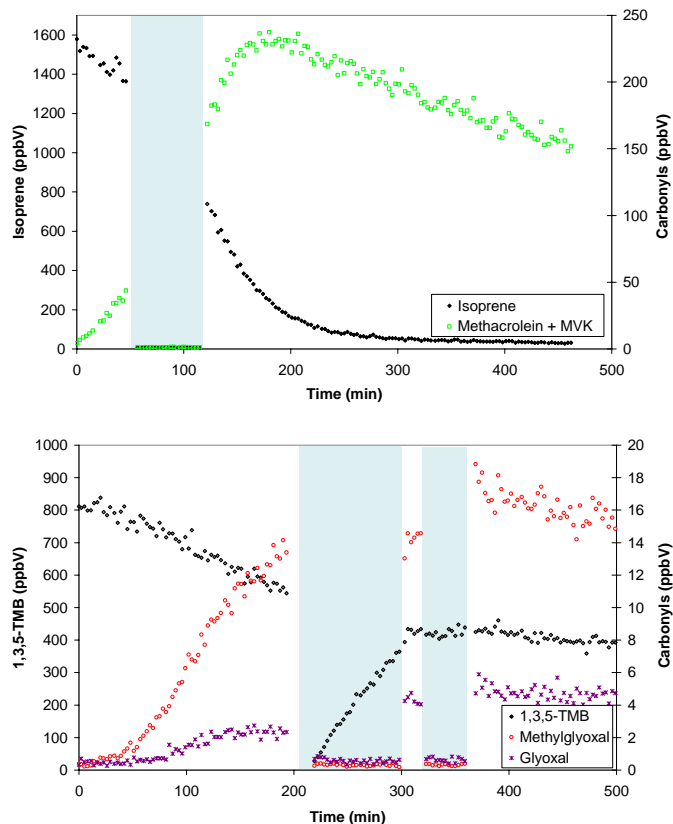 1600
1400
1200
1000
800
600
400
200
0
Isoprene (ppbV)
250
200
150
100
50
0
Carbonyls (ppbV)
Isoprene
Methacrolein + MVK
0 100 200 300 400 500
Time (min)
1000
900
800
700
600
500
400
300
200
100
0
1,3,5-TMB (ppbV)
20
18
16
14
12
10
8
6
4
2
0
Carbonyls (ppbV)
1,3,5-TMB
Methylglyoxal
Glyoxal
0 100 200 300 400 500
Time (min)